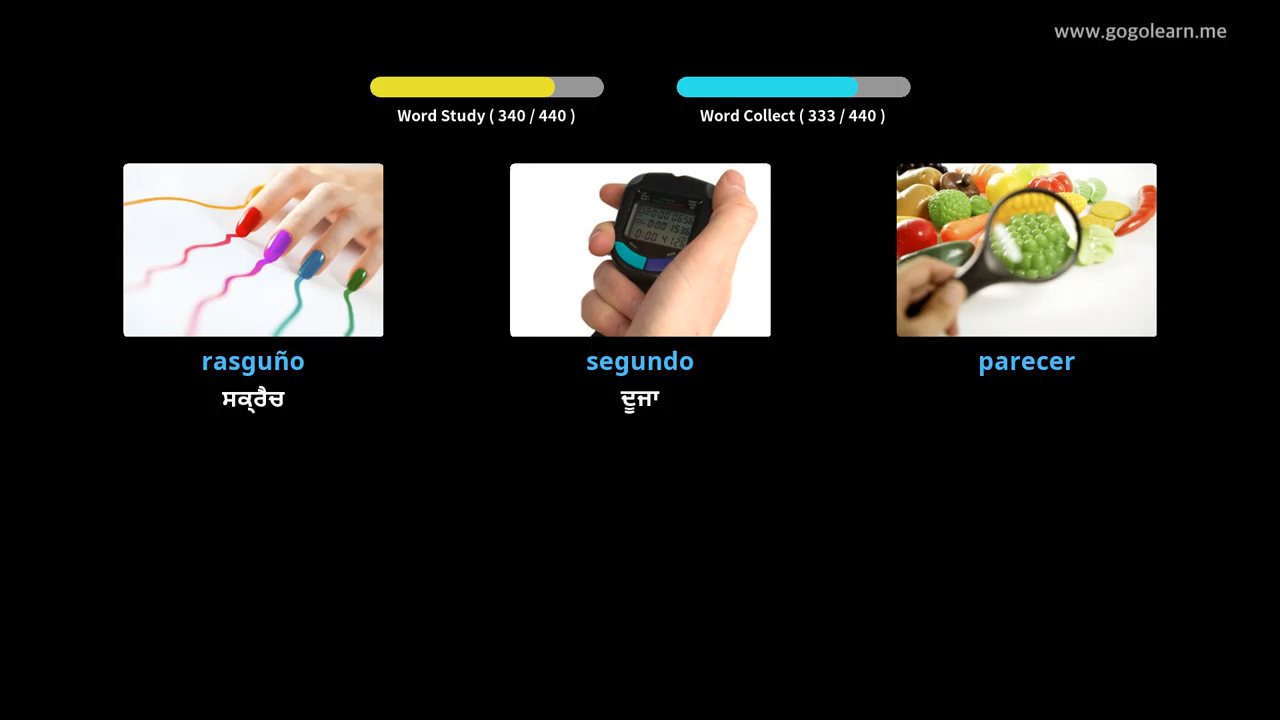 www.gogolearn.me
Word Study ( 340 / 440 )
Word Collect ( 333 / 440 )
rasguño
segundo
parecer
ਸਕ੍ਰੈਚ
ਦੂਜਾ